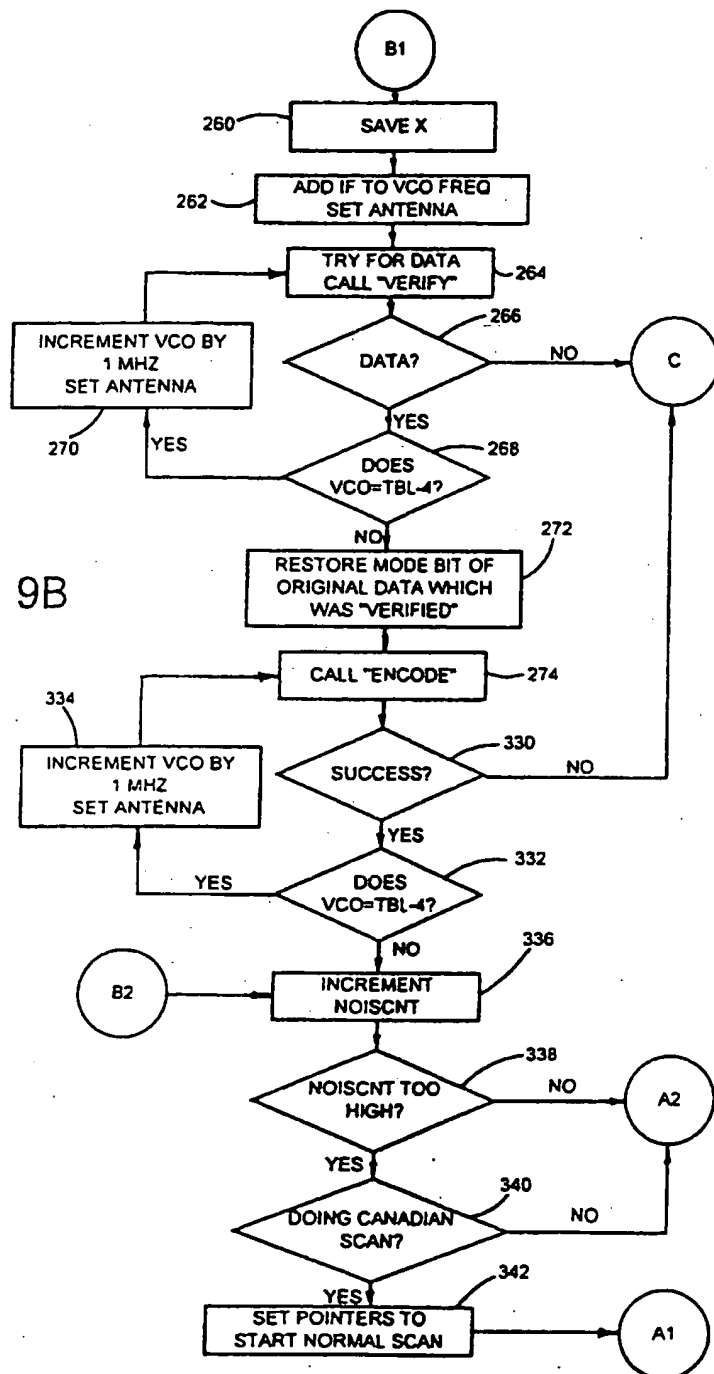 B1
260
SAVE X
262
ADD IF TO VCO FREQ
SET ANTENNA
TRY FOR DATA
CALL "VERIFY"
264
266
INCREMENT VCO BY
1 MHZ
SET ANTENNA
270
DATA?
NO
C
YES
YES
268
DOES
VCO=TBL-4?
NO
272
9B
RESTORE MODE BIT OF
ORIGINAL DATA WHICH
WAS "VERIFIED"
CALL "ENCODE"
274
334
INCREMENT VCO BY
1 MHZ
SET ANTENNA
330
SUCCESS?
NO
YES
332
YES
DOES
VCO=TBL-4?
NO
336
B2
INCREMENT
NOISCNT
338
NOISCNT TOO
HIGH?
NO
A2
YES
340
DOING CANADIAN
SCAN?
NO
YES
342
SET POINTERS TO
START NORMAL SCAN
A1